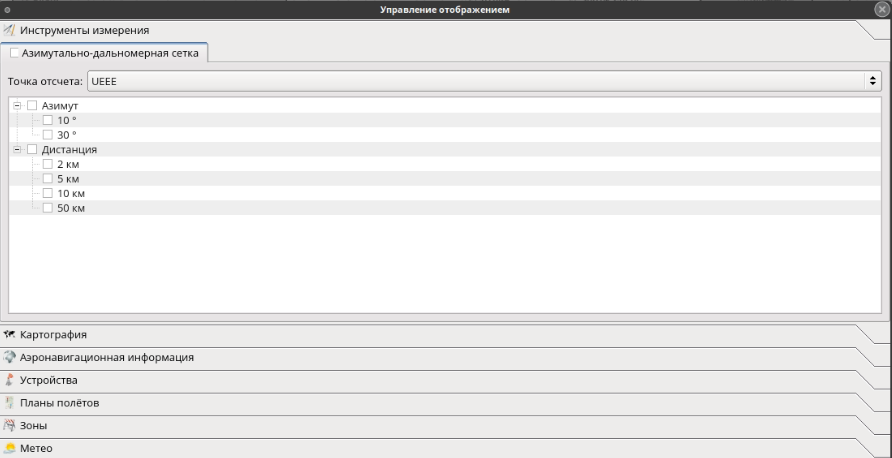 Управление отображением
Инструменты измерения
Азимутально-дальномерная сетка
Точка отсчета: UEEE
Азимут
10 °
30 °
Дистанция
2 км
5 км
10 км
50 км
Картография
Аэронавигационная информация
Устройства
Планы полётов
Зоны
Метео